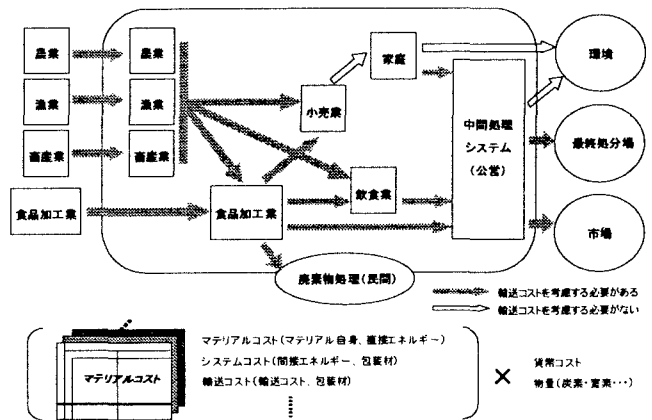 農業
農業
家庭
環境
漁業
漁業
小売業
中間処理
システム
(公営)
最終処分場
畜産業
畜産業
飲食業
食品加工業
食品加工業
市場
廃棄物処理(民間)
輸送コストを考慮する必要がある
輸送コストを考慮する必要がない
マテリアルコスト
マテリアルコスト(マテリアル自身、直接エネルギー)
システムコスト(間接エネルギー、包装材)
輸送コスト(輸送コスト、包装材)
×
貨幣コスト
物量(炭素・窒素・・・)